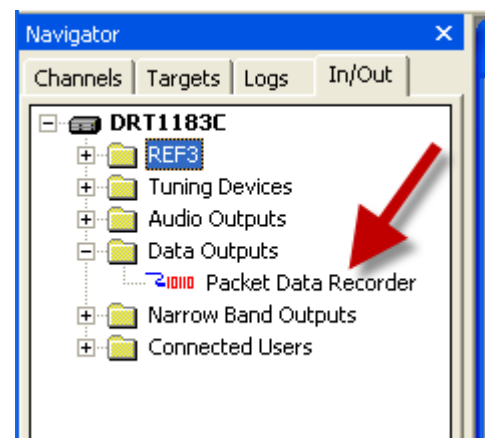 Navigator
Channels Targets Logs In/Out
DRT1183C
REF3
Tuning Devices
Audio Outputs
Data Outputs
Packet Data Recorder
Narrow Band Outputs
Connected Users